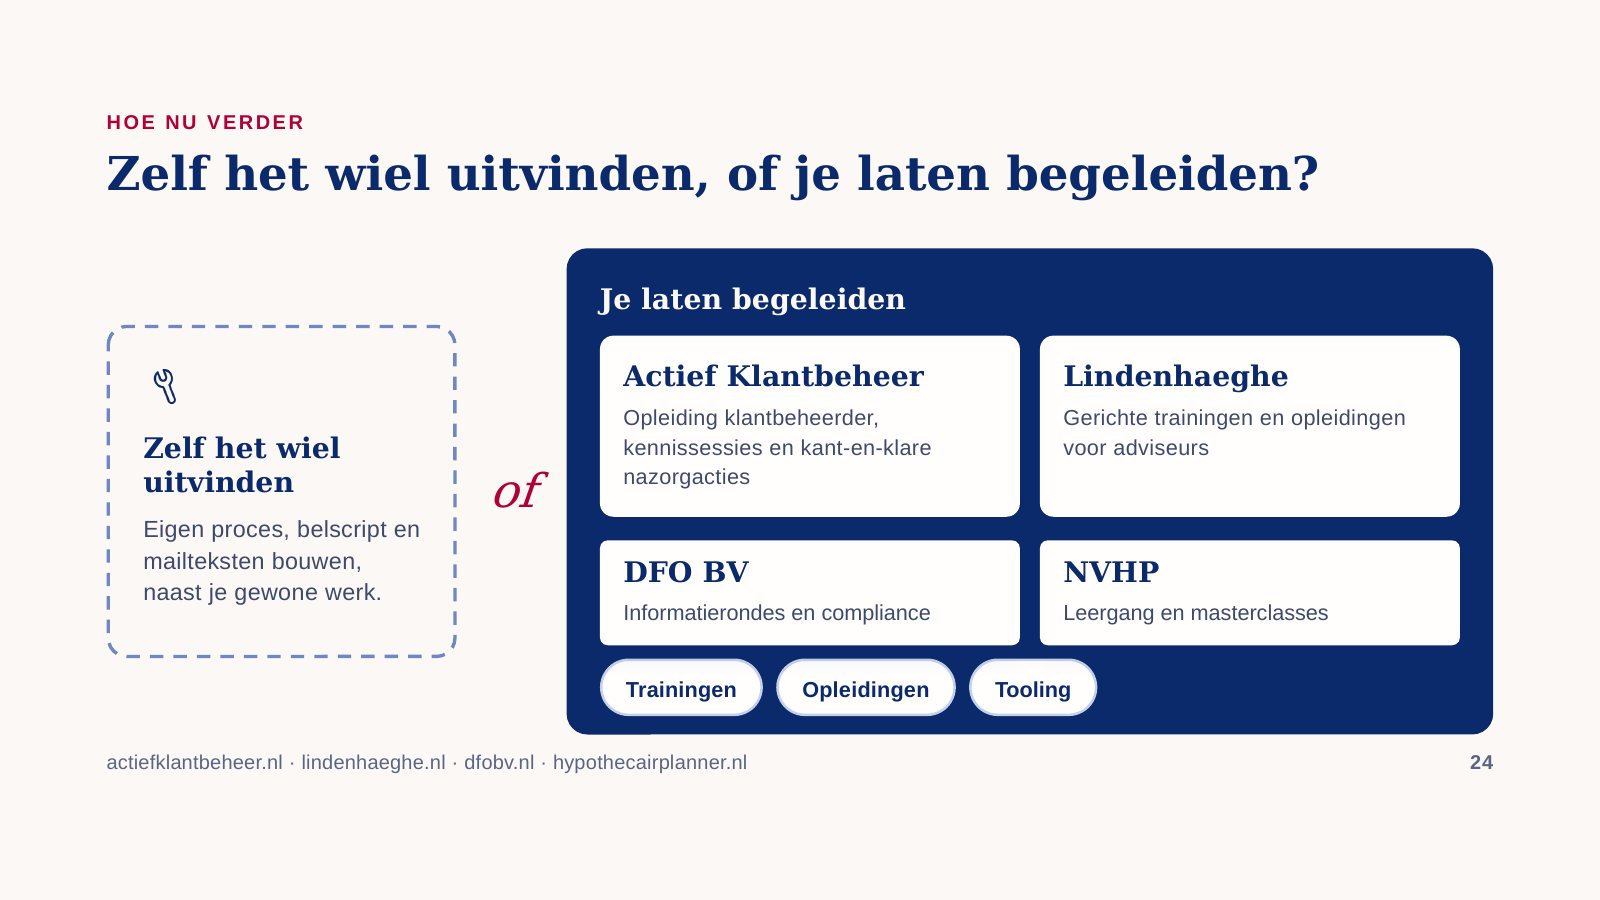 HOE NU VERDER
Zelf het wiel uitvinden, of je laten begeleiden?
Zelf het wiel
uitvinden
Eigen proces, belscript en
mailteksten bouwen,
naast je gewone werk.
of
Je laten begeleiden
Actief Klantbeheer
Opleiding klantbeheerder,
kennissessies en kant-en-klare
nazorgacties
Lindenhaeghe
Gerichte trainingen en opleidingen
voor adviseurs
DFO BV
Informatierondes en compliance
NVHP
Leergang en masterclasses
Trainingen
Opleidingen
Tooling
actiefklantbeheer.nl · lindenhaeghe.nl · dfobv.nl · hypothecairplanner.nl
24